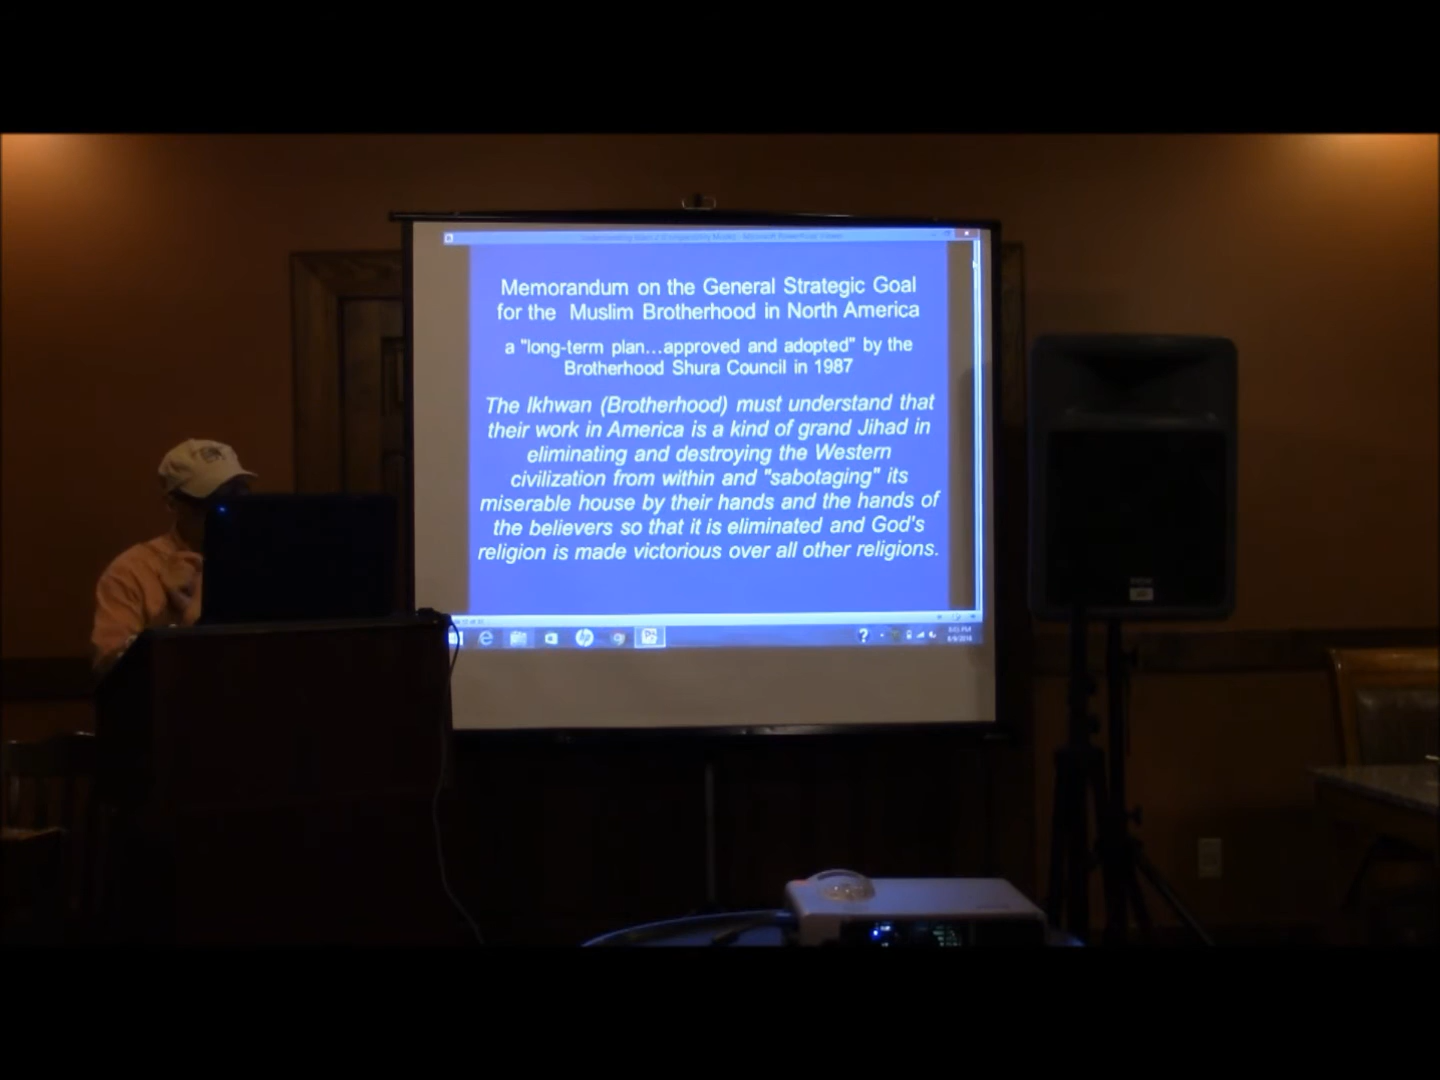 Memorandum on the General Strategic Goal
for the Muslim Brotherhood in North America
a "long-term plan...approved and adopted" by the
Brotherhood Shura Council in 1987
The Ikhwan (Brotherhood) must understand that
their work in America is a kind of grand Jihad in
eliminating and destroying the Western
civilization from within and "sabotaging" its
miserable house by their hands and the hands of
the believers so that it is eliminated and God's
religion is made victorious over all other religions.